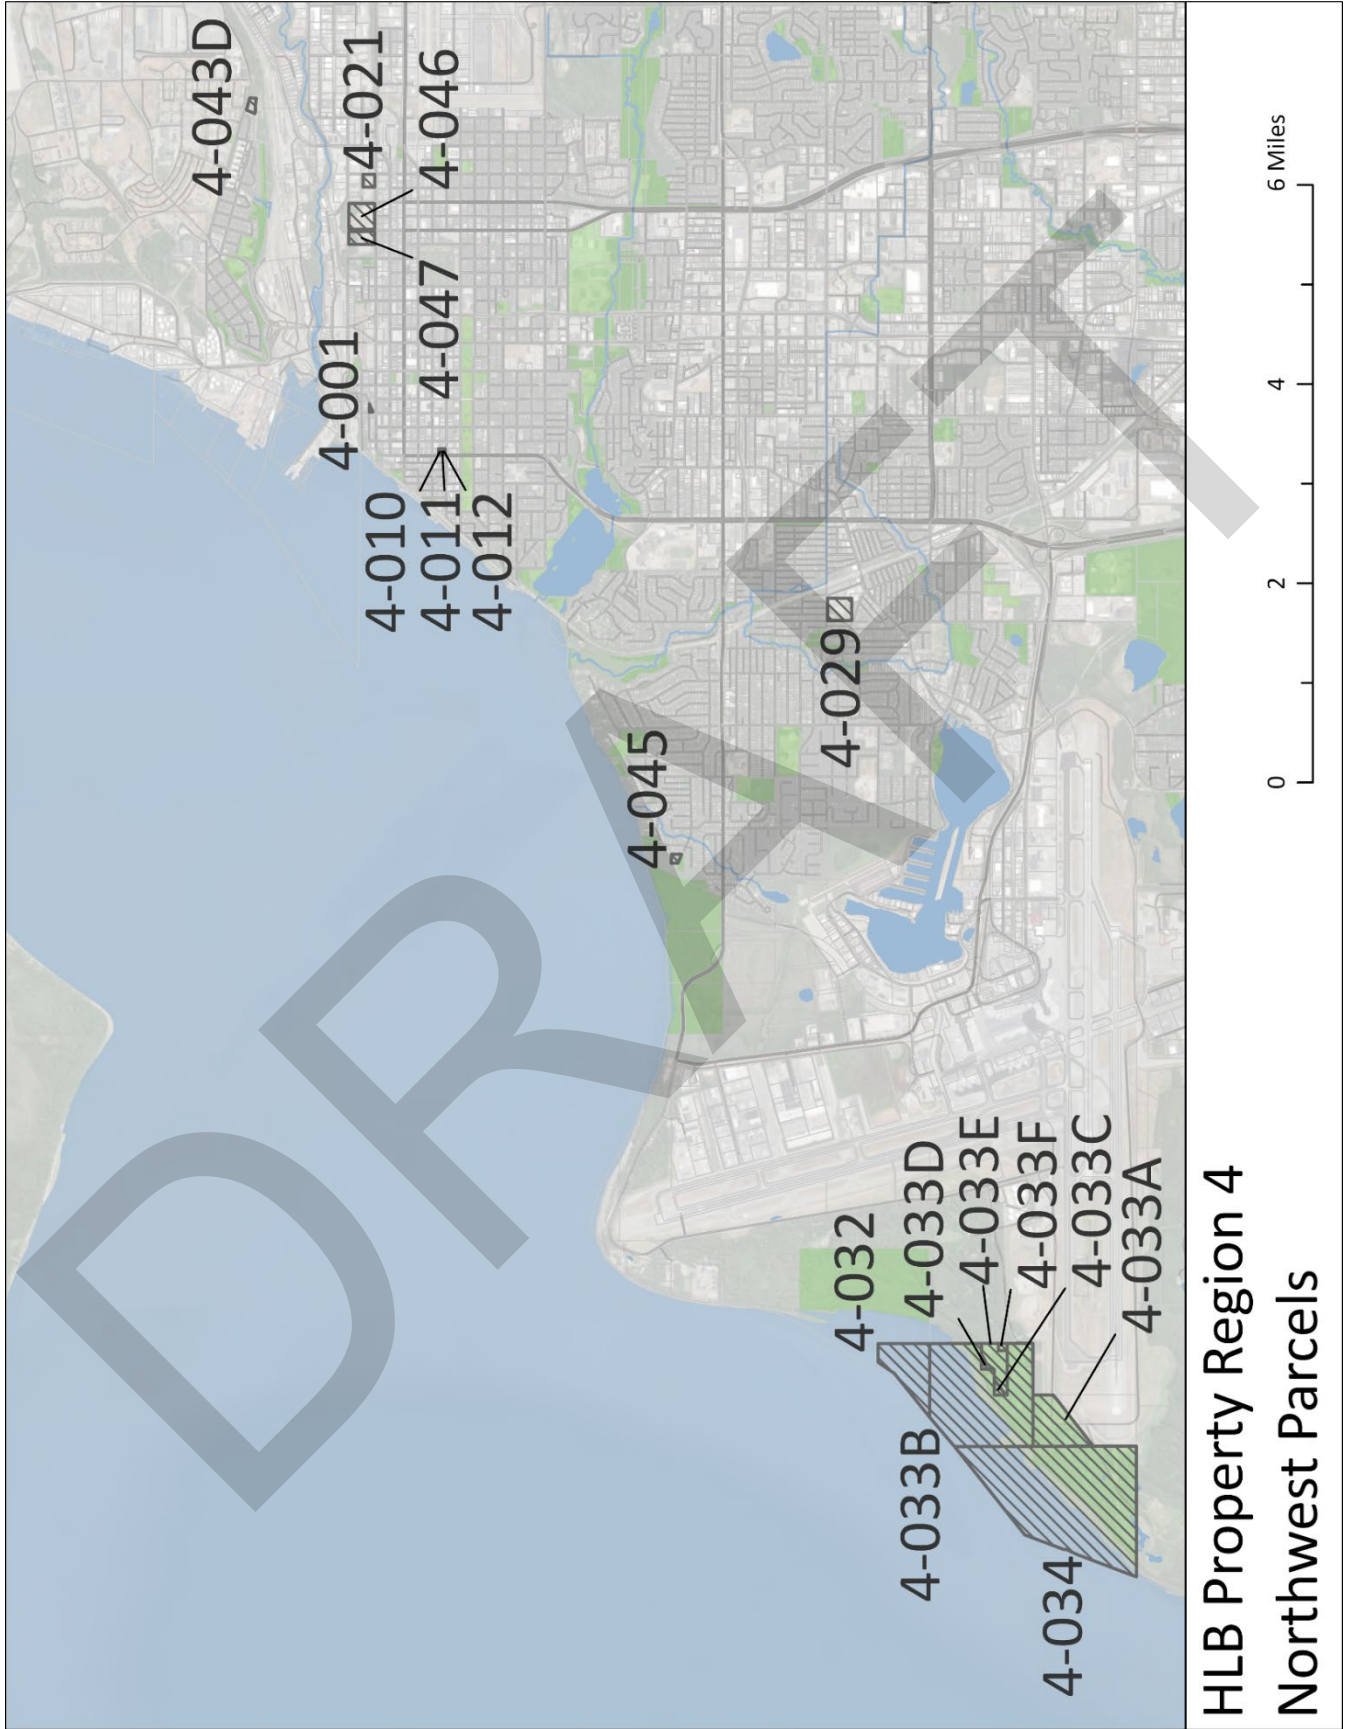 4-043D
4-021
4-046
4-047
4-001
4-010
4-011
4-012
4-045
4-029
4-032
4-033D
4-033E
4-033F
4-033C
4-033A
4-033B
4-034
DRAFT
HLB Property Region 4
Northwest Parcels
0 2 4 6 Miles